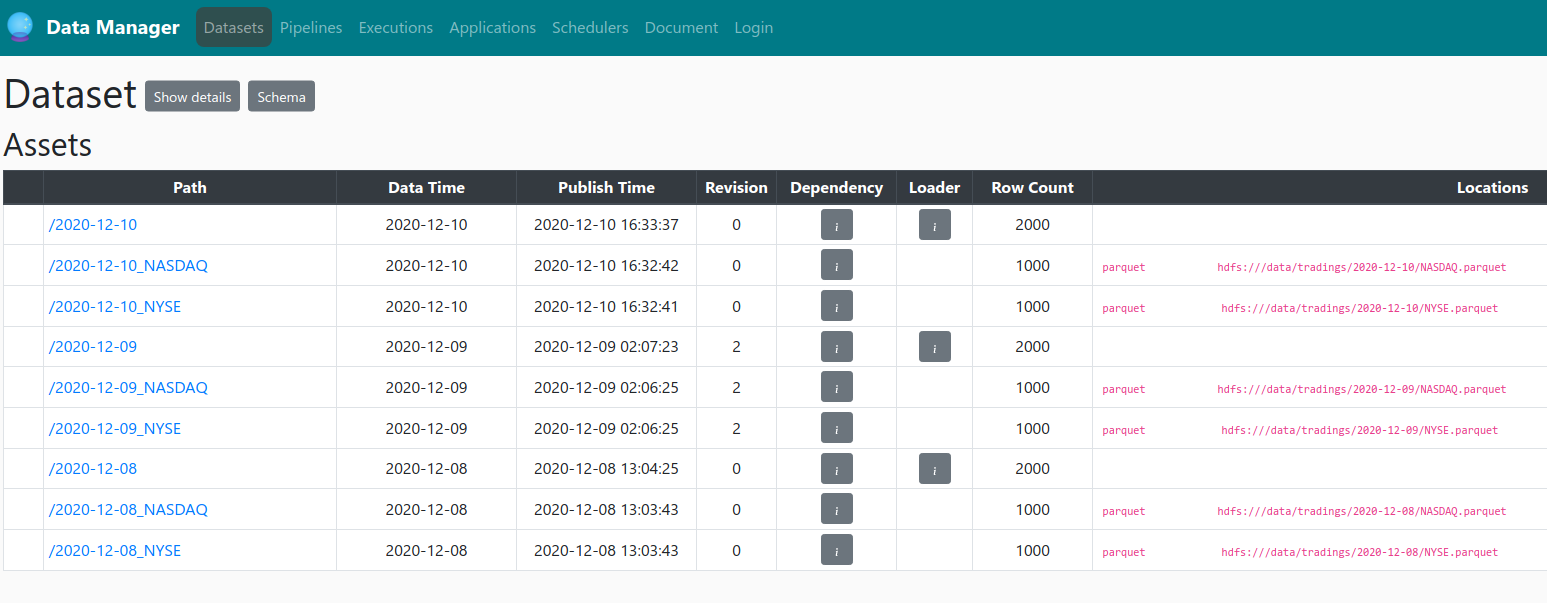 Data Manager Datasets Pipelines Executions Applications Schedulers Document Login
Dataset Show details Schema
Assets
Path Data Time Publish Time Revision Dependency Loader Row Count Locations
/2020-12-10 2020-12-10 2020-12-10 16:33:37 0 i i 2000
/2020-12-10_NASDAQ 2020-12-10 2020-12-10 16:32:42 0 i 1000 parquet hdfs:///data/tradings/2020-12-10/NASDAQ.parquet
/2020-12-10_NYSE 2020-12-10 2020-12-10 16:32:41 0 i 1000 parquet hdfs:///data/tradings/2020-12-10/NYSE.parquet
/2020-12-09 2020-12-09 2020-12-09 02:07:23 2 i i 2000
/2020-12-09_NASDAQ 2020-12-09 2020-12-09 02:06:25 2 i 1000 parquet hdfs:///data/tradings/2020-12-09/NASDAQ.parquet
/2020-12-09_NYSE 2020-12-09 2020-12-09 02:06:25 2 i 1000 parquet hdfs:///data/tradings/2020-12-09/NYSE.parquet
/2020-12-08 2020-12-08 2020-12-08 13:04:25 0 i i 2000
/2020-12-08_NASDAQ 2020-12-08 2020-12-08 13:03:43 0 i 1000 parquet hdfs:///data/tradings/2020-12-08/NASDAQ.parquet
/2020-12-08_NYSE 2020-12-08 2020-12-08 13:03:43 0 i 1000 parquet hdfs:///data/tradings/2020-12-08/NYSE.parquet